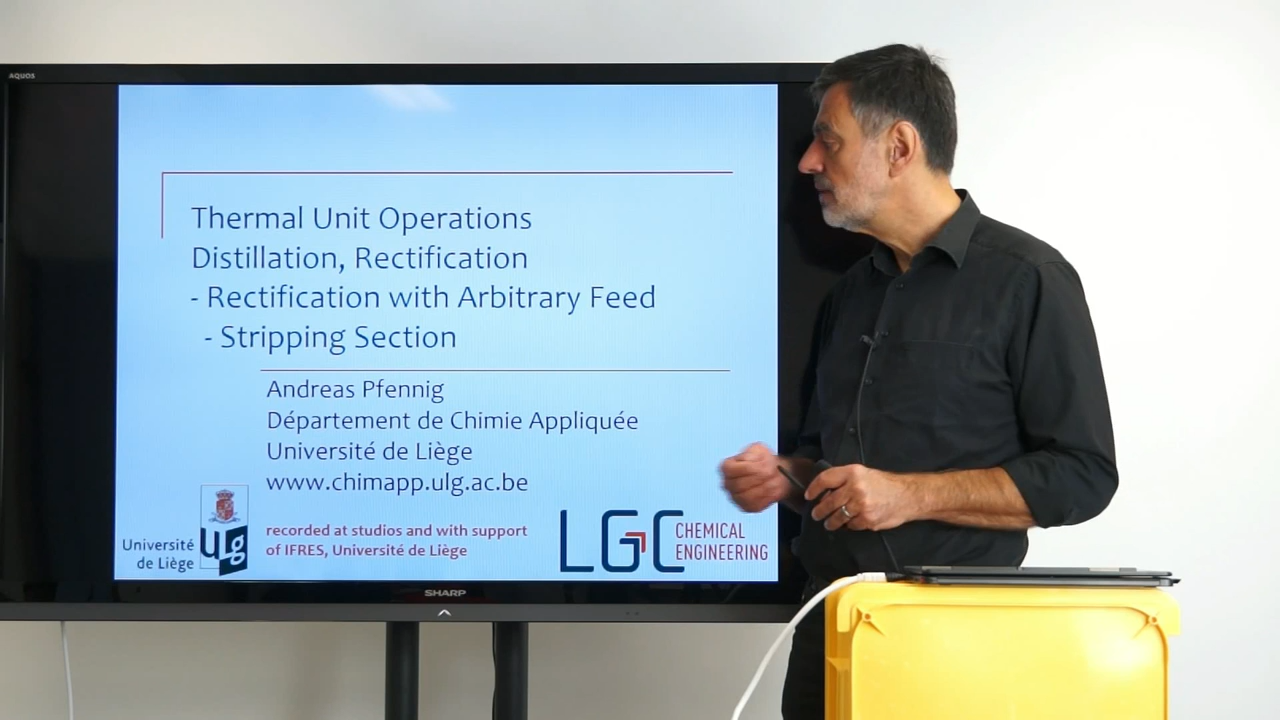 AQUOS
Thermal Unit Operations
Distillation, Rectification
- Rectification with Arbitrary Feed
- Stripping Section
Andreas Pfennig
Département de Chimie Appliquée
Université de Liège
www.chimapp.ulg.ac.be
Université
de Liège
ulg
recorded at studios and with support
of IFRES, Université de Liège
LGC
CHEMICAL
ENGINEERING
SHARP